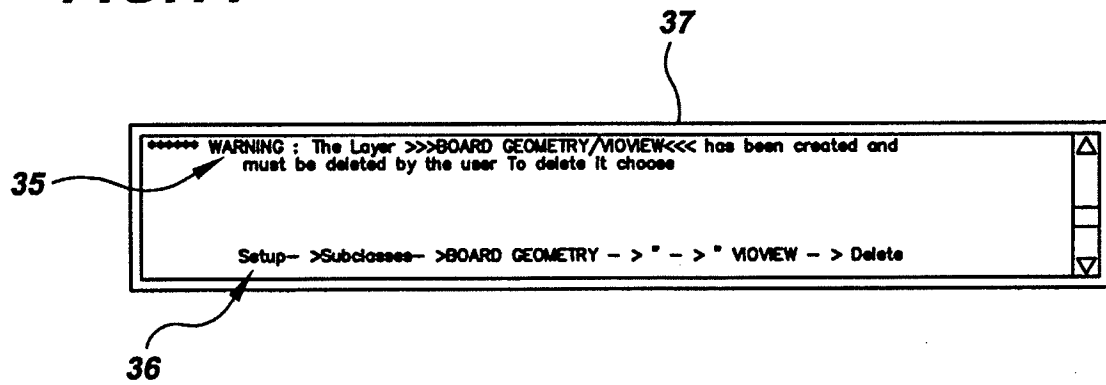 37
****** WARNING : The Layer >>>BOARD GEOMETRY/VIOVIEW<<< has been created and
must be deleted by the user To delete it choose
35
Setup- >Subclasses- >BOARD GEOMETRY - > " - > " VIOVIEW - > Delete
36